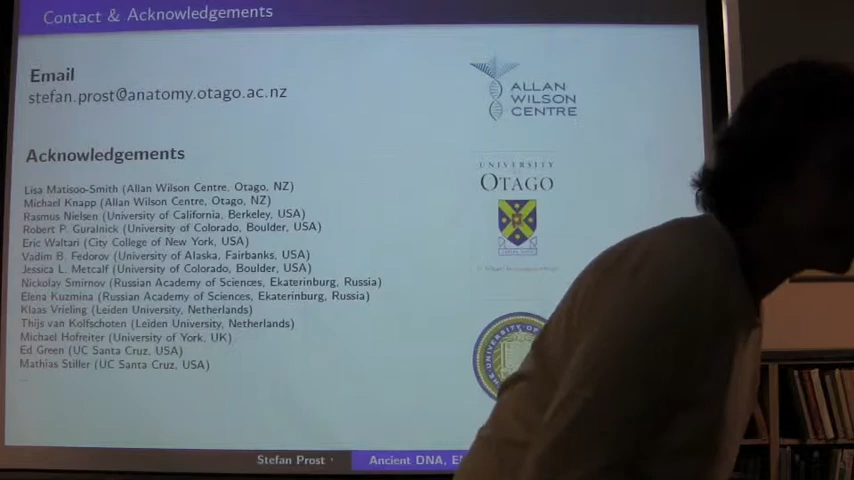 Contact & Acknowledgements
Email
stefan.prost@anatomy.otago.ac.nz
Acknowledgements
Lisa Matisoo-Smith (Allan Wilson Centre, Otago, NZ)
Michael Knapp (Allan Wilson Centre, Otago, NZ)
Rasmus Nielsen (University of California, Berkeley, USA)
Robert P. Guralnick (University of Colorado, Boulder, USA)
Eric Waltari (City College of New York, USA)
Vadim B. Fedorov (University of Alaska, Fairbanks, USA)
Jessica L. Metcalf (University of Colorado, Boulder, USA)
Nickolay Smirnov (Russian Academy of Sciences, Ekaterinburg, Russia)
Elena Kuzmina (Russian Academy of Sciences, Ekaterinburg, Russia)
Klaas Vrieling (Leiden University, Netherlands)
Thijs van Kolfschoten (Leiden University, Netherlands)
Michael Hofreiter (University of York, UK)
Ed Green (UC Santa Cruz, USA)
Mathias Stiller (UC Santa Cruz, USA)
ALLAN
WILSON
CENTRE
UNIVERSITY
OTAGO
Stefan Prost
Ancient DNA,